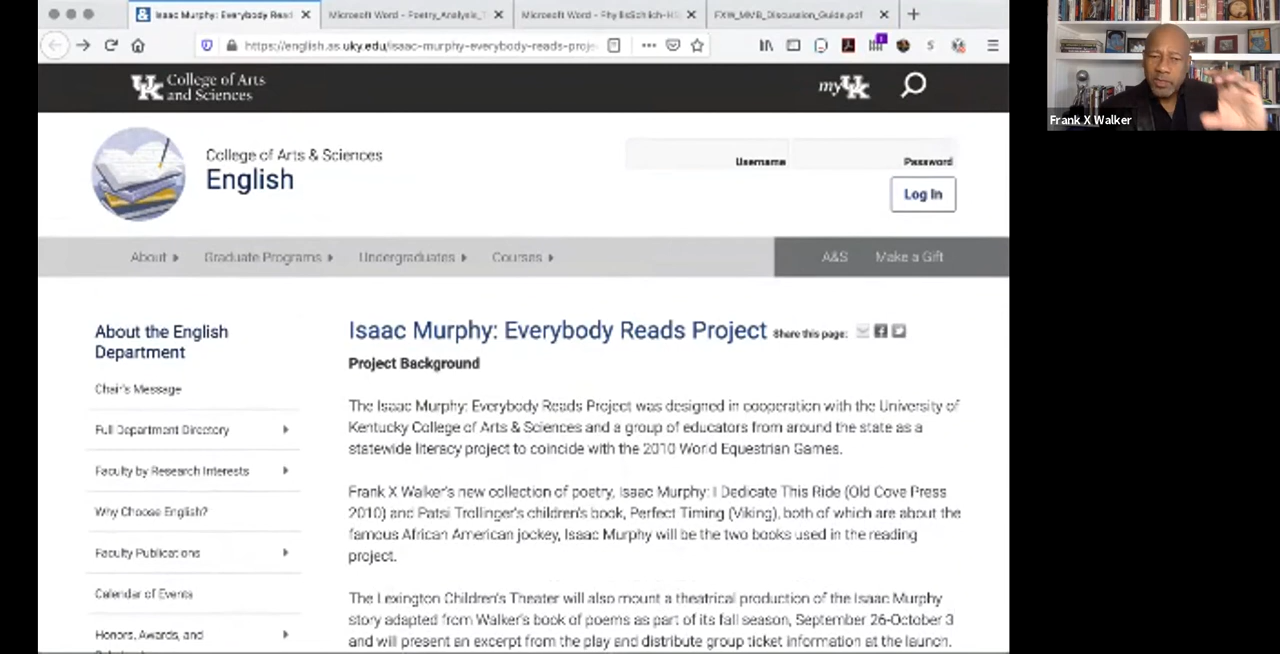 Isaac Murphy: Everybody Read
Microsoft Word - Poetry_Analysis_T
Microsoft Word - PhyllisSchlich-HS
FXW_MMB_Discussion_Guide.pdf
https://english.as.uky.edu/isaac-murphy-everybody-reads-proje
UK College of Arts
and Sciences
myUK
Frank X Walker
College of Arts & Sciences
English
Username
Password
Log In
About
Graduate Programs
Undergraduates
Courses
A&S
Make a Gift
About the English
Department
Chair's Message
Full Department Directory
Faculty by Research Interests
Why Choose English?
Faculty Publications
Calendar of Events
Honors, Awards, and
Isaac Murphy: Everybody Reads Project
Share this page:
Project Background
The Isaac Murphy: Everybody Reads Project was designed in cooperation with the University of
Kentucky College of Arts & Sciences and a group of educators from around the state as a
statewide literacy project to coincide with the 2010 World Equestrian Games.
Frank X Walker's new collection of poetry, Isaac Murphy: I Dedicate This Ride (Old Cove Press
2010) and Patsi Trollinger's children's book, Perfect Timing (Viking), both of which are about the
famous African American jockey, Isaac Murphy will be the two books used in the reading
project.
The Lexington Children's Theater will also mount a theatrical production of the Isaac Murphy
story adapted from Walker's book of poems as part of its fall season, September 26-October 3
and will present an excerpt from the play and distribute group ticket information at the launch.